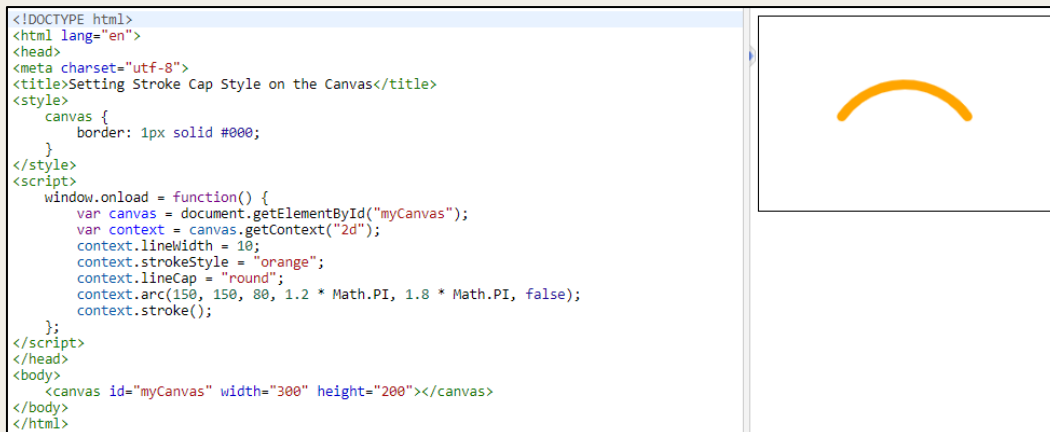 <!DOCTYPE html>
<html lang="en">
<head>
<meta charset="utf-8">
<title>Setting Stroke Cap Style on the Canvas</title>
<style>
    canvas {
        border: 1px solid #000;
    }
</style>
<script>
    window.onload = function() {
        var canvas = document.getElementById("myCanvas");
        var context = canvas.getContext("2d");
        context.lineWidth = 10;
        context.strokeStyle = "orange";
        context.lineCap = "round";
        context.arc(150, 150, 80, 1.2 * Math.PI, 1.8 * Math.PI, false);
        context.stroke();
    };
</script>
</head>
<body>
    <canvas id="myCanvas" width="300" height="200"></canvas>
</body>
</html>